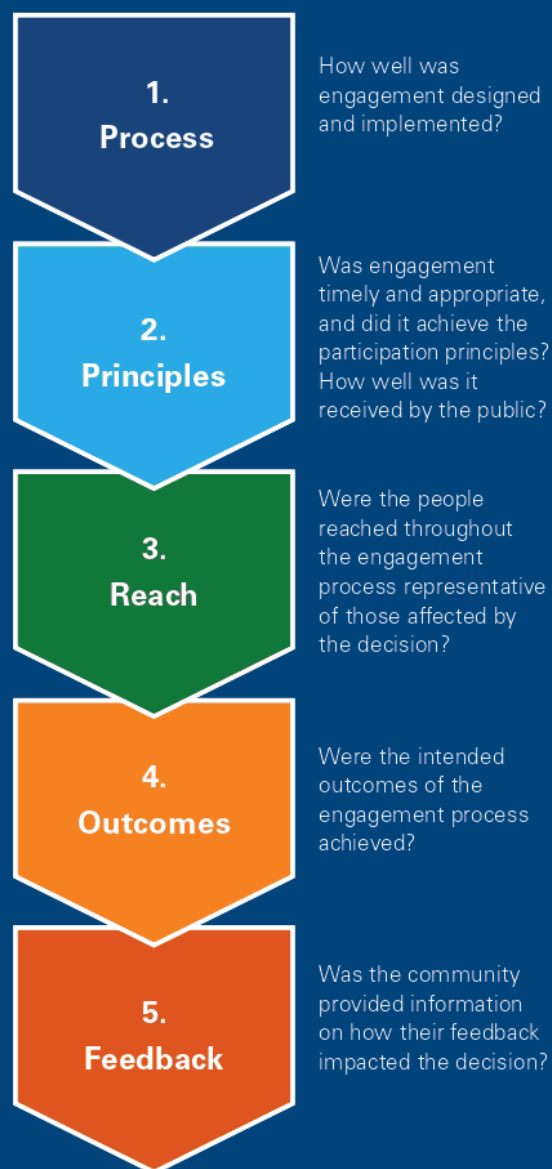 1.
Process
How well was
engagement designed
and implemented?
2.
Principles
Was engagement
timely and appropriate,
and did it achieve the
participation principles?
How well was it
received by the public?
3.
Reach
Were the people
reached throughout
the engagement
process representative
of those affected by
the decision?
4.
Outcomes
Were the intended
outcomes of the
engagement process
achieved?
5.
Feedback
Was the community
provided information
on how their feedback
impacted the decision?